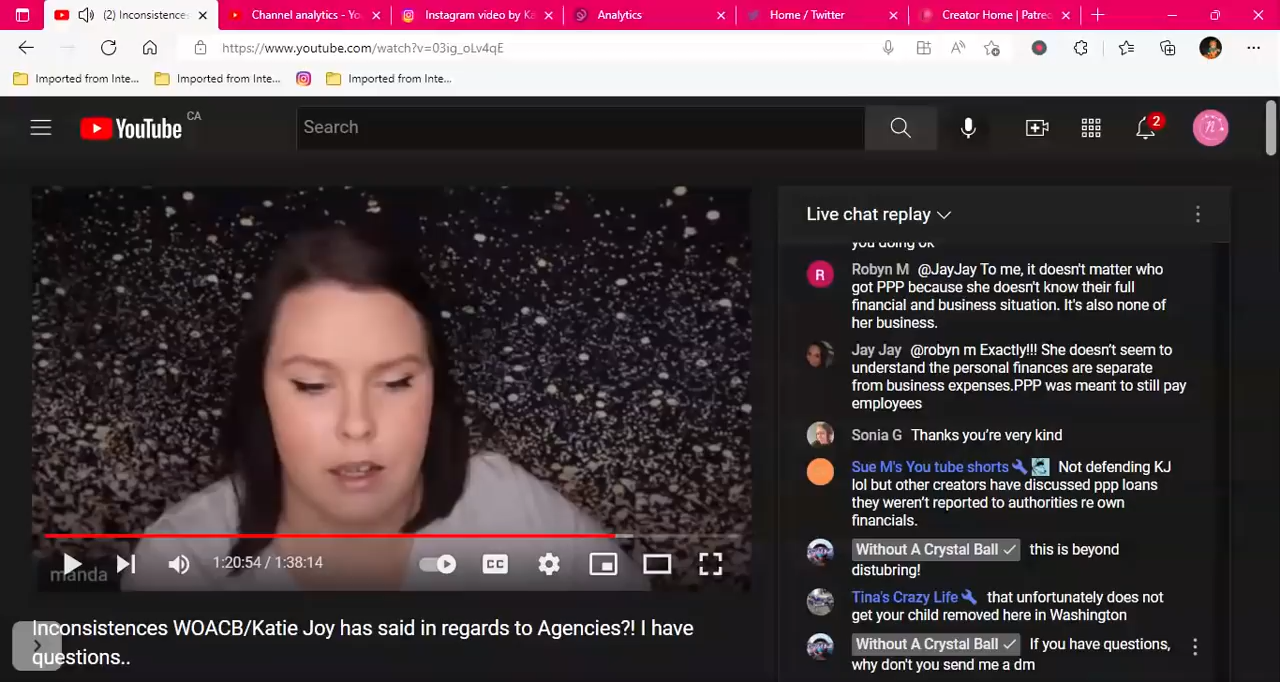 (2) Inconsistence
Channel analytics - Yo
Instagram video by Ka
Analytics
Home / Twitter
Creator Home | Patre
https://www.youtube.com/watch?v=03ig_oLv4qE
Imported from Inte...
Imported from Inte...
Imported from Inte...
YouTube CA
Search
2
Live chat replay
you doing ok
R Robyn M @JayJay To me, it doesn't matter who
got PPP because she doesn't know their full
financial and business situation. It's also none of
her business.
Jay Jay @robyn m Exactly!!! She doesn't seem to
understand the personal finances are separate
from business expenses.PPP was meant to still pay
employees
Sonia G Thanks you're very kind
Sue M's You tube shorts Not defending KJ
lol but other creators have discussed ppp loans
they weren't reported to authorities re own
financials.
Without A Crystal Ball this is beyond
distubring!
Tina's Crazy Life that unfortunately does not
get your child removed here in Washington
Without A Crystal Ball If you have questions,
why don't you send me a dm
1:20:54 / 1:38:14
CC
manda
Inconsistences WOACB/Katie Joy has said in regards to Agencies?! I have
questions..